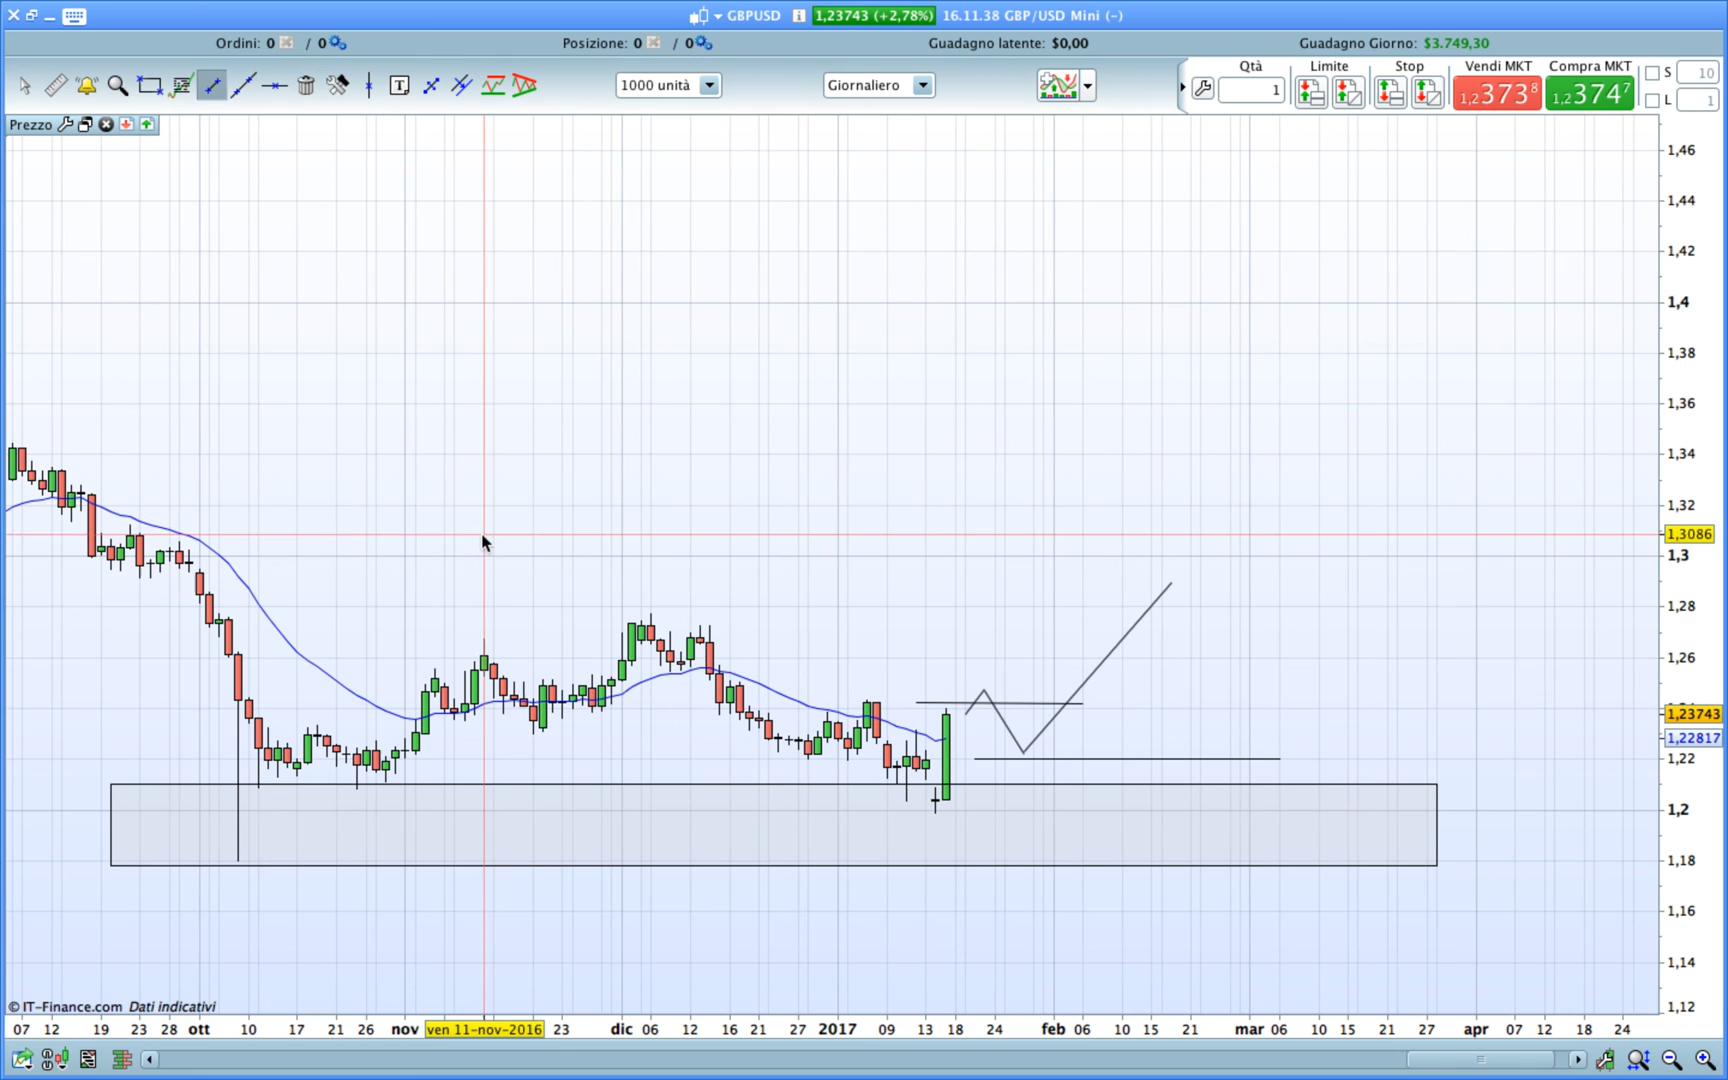 GBPUSD 1,23743 (+2,78%) 16.11.38 GBP/USD Mini (-)
Ordini: 0 / 0 Posizione: 0 / 0 Guadagno latente: $0,00 Guadagno Giorno: $3.749,30
Qtà Limite Stop Vendi MKT Compra MKT S 10
1000 unità Giornaliero 1 1,23738 1,23747 L 1
Prezzo
1,46
1,44
1,42
1,4
1,38
1,36
1,34
1,32
1,3086
1,3
1,28
1,26
1,23743
1,22817
1,22
1,2
1,18
1,16
1,14
1,12
© IT-Finance.com Dati indicativi
07 12 19 23 28 ott 10 17 21 26 nov ven 11-nov-2016 23 dic 06 12 16 21 27 2017 09 13 18 24 feb 06 10 15 21 mar 06 10 15 21 27 apr 07 12 18 24